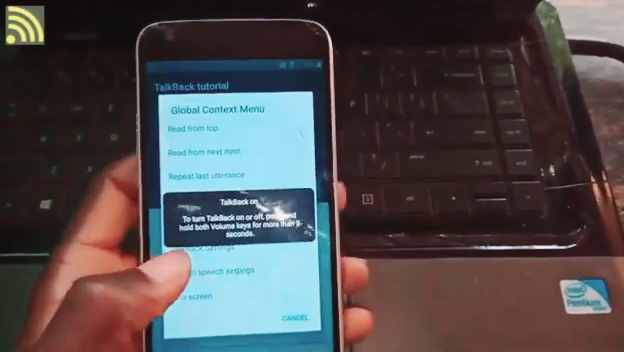 TalkBack tutorial
Global Context Menu
Read from top
Read from next item
Repeat last utterance
TalkBack on
To turn TalkBack on or off, press and
hold both Volume keys for more than
seconds.
settings
to speech settings
screen
CANCEL
intel
Pentium